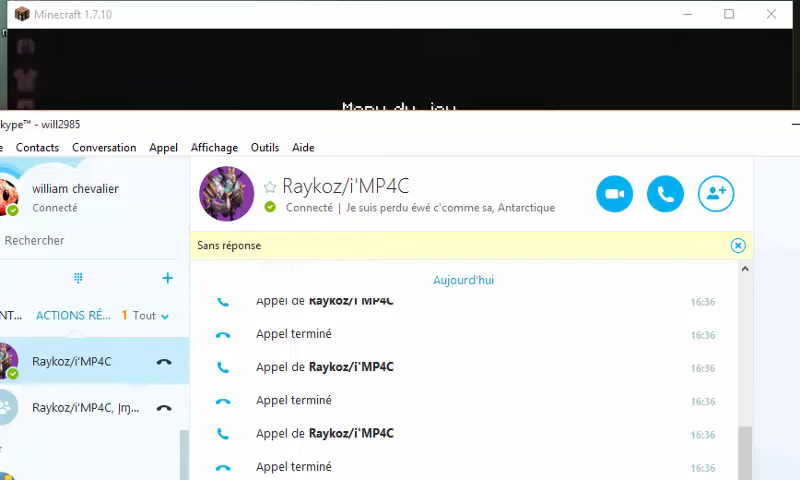 Minecraft 1.7.10
Menu du jeu
kype™ - will2985
Contacts Conversation Appel Affichage Outils Aide
william chevalier
Connecté
Rechercher
NT... ACTIONS RÉ... 1 Tout
Raykoz/i'MP4C
Raykoz/i'MP4C,
Raykoz/i'MP4C
Connecté | Je suis perdu éwé c'comme sa, Antarctique
Sans réponse
Aujourd'hui
Appel de Raykoz/i'MP4C 16:36
Appel terminé
Appel de Raykoz/i'MP4C 16:36
Appel terminé 16:36
Appel de Raykoz/i'MP4C 16:36
Appel terminé 16:36